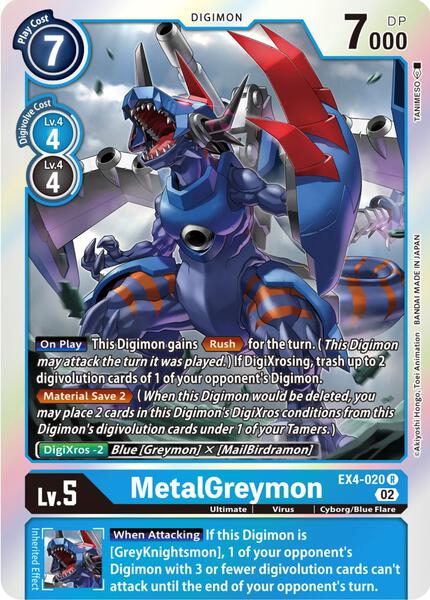 Play Cost
7
DIGIMON
DP
7000
Digivolve Cost
Lv.4
4
Lv.4
4
TANIMESO
©Akiyoshi Hongo, Toei Animation BANDAI MADE IN JAPAN
On Play This Digimon gains Rush for the turn. (This Digimon
may attack the turn it was played.) If DigiXrosing, trash up to 2
digivolution cards of 1 of your opponent's Digimon.
Material Save 2 (When this Digimon would be deleted, you
may place 2 cards in this Digimon's DigiXros conditions from this
Digimon's digivolution cards under 1 of your Tamers.)
DigiXros -2 Blue [Greymon] × [MailBirdramon]
Lv.5
MetalGreymon
EX4-020 R
02
Ultimate Virus Cyborg/Blue Flare
Inherited Effect
When Attacking If this Digimon is
[GreyKnightsmon], 1 of your opponent's
Digimon with 3 or fewer digivolution cards can't
attack until the end of your opponent's turn.